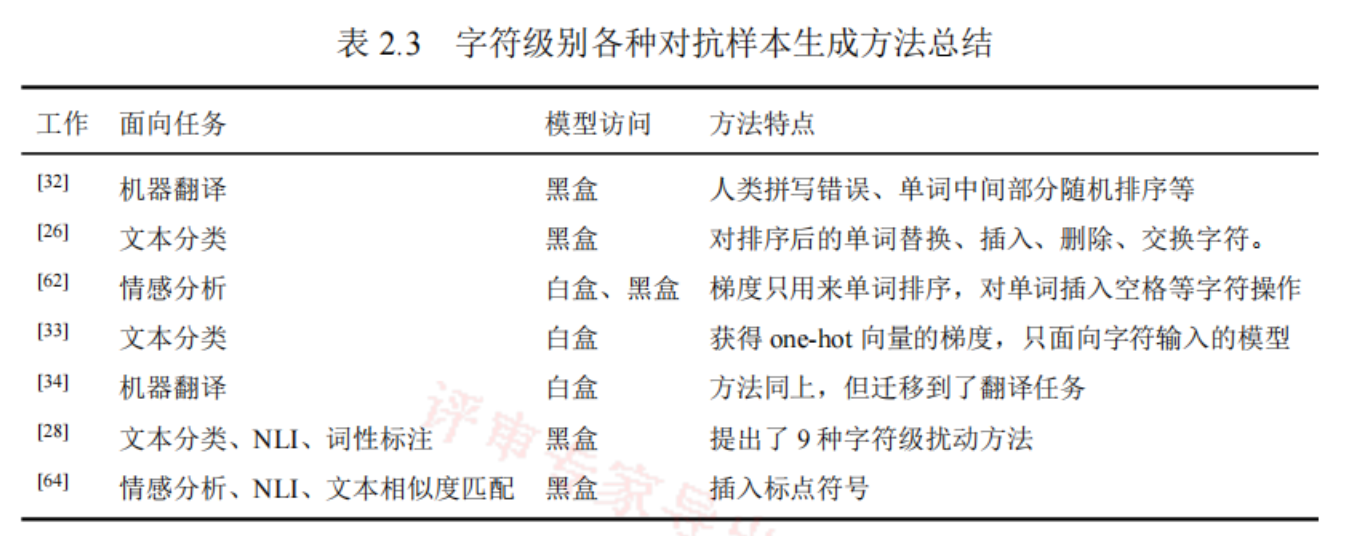 表 2.3 字符级别各种对抗样本生成方法总结
工作 面向任务 模型访问 方法特点
[32] 机器翻译 黑盒 人类拼写错误、单词中间部分随机排序等
[26] 文本分类 黑盒 对排序后的单词替换、插入、删除、交换字符。
[62] 情感分析 白盒、黑盒 梯度只用来单词排序，对单词插入空格等字符操作
[33] 文本分类 白盒 获得 one-hot 向量的梯度，只面向字符输入的模型
[34] 机器翻译 白盒 方法同上，但迁移到了翻译任务
[28] 文本分类、NLI、词性标注 黑盒 提出了 9 种字符级扰动方法
[64] 情感分析、NLI、文本相似度匹配 黑盒 插入标点符号
评审专家导